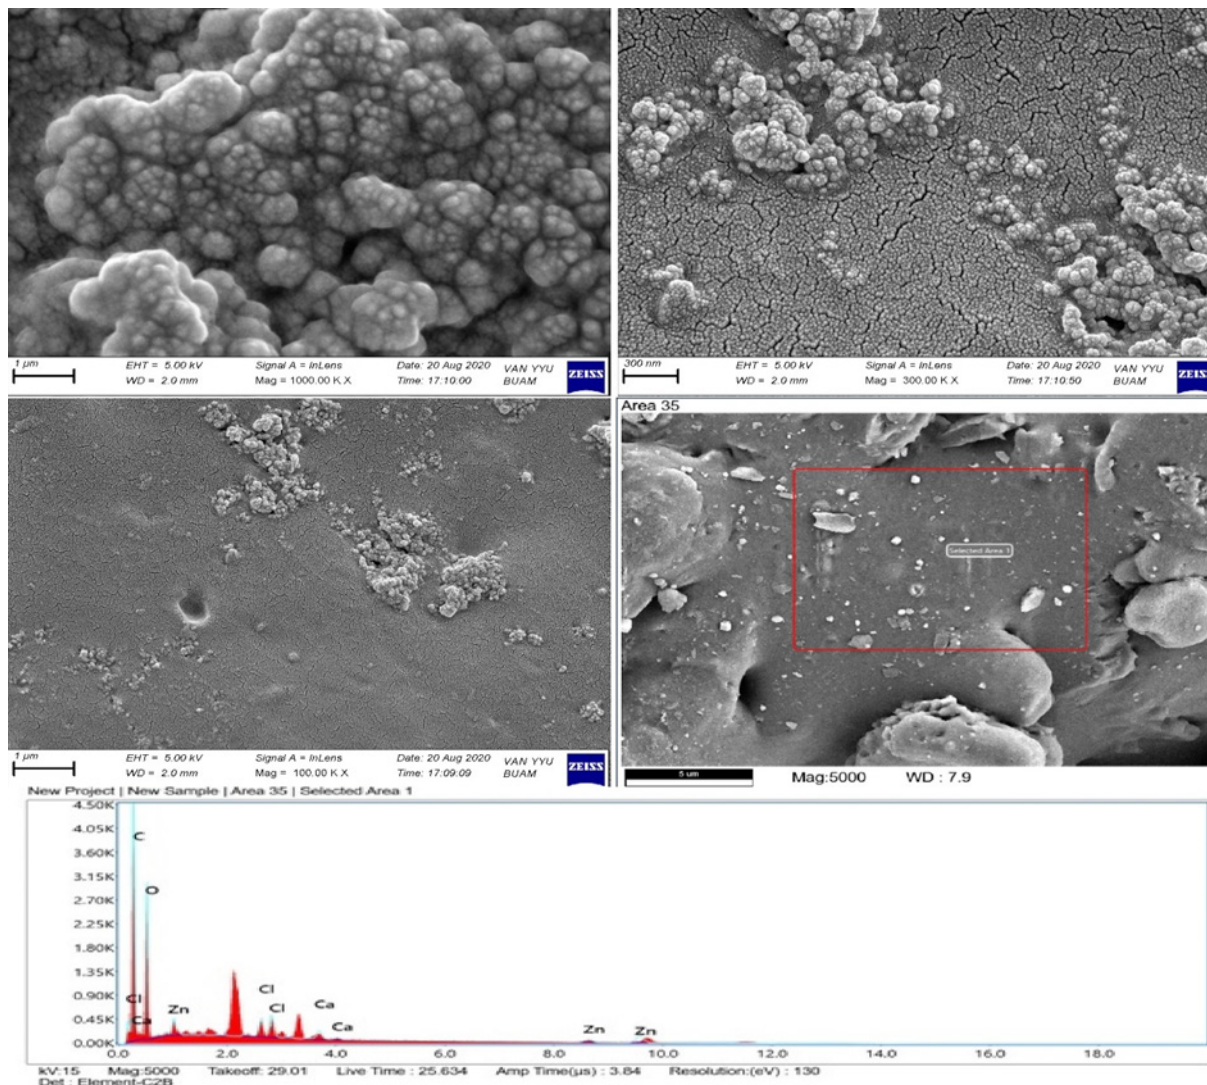 1 µm
EHT = 5.00 kV
WD = 2.0 mm
Signal A = InLens
Mag = 1000.00 K X
Date: 20 Aug 2020
Time: 17:10:00
VAN YYU
BUAM
ZEISS
300 nm
EHT = 5.00 kV
WD = 2.0 mm
Signal A = InLens
Mag = 300.00 K X
Date: 20 Aug 2020
Time: 17:10:50
VAN YYU
BUAM
ZEISS
1 µm
EHT = 5.00 kV
WD = 2.0 mm
Signal A = InLens
Mag = 100.00 K X
Date: 20 Aug 2020
Time: 17:09:09
VAN YYU
BUAM
ZEISS
Area 35
Selected Area 1
5 um
Mag:5000 WD : 7.9
New Project | New Sample | Area 35 | Selected Area 1
4.50K
4.05K
3.60K
3.15K
2.70K
2.25K
1.80K
1.35K
0.90K
0.45K
0.00K
C
O
Cl
Ca
Zn
Cl
Cl
Ca
Ca
Zn
Zn
0.0 2.0 4.0 6.0 8.0 10.0 12.0 14.0 16.0 18.0
kV:15 Mag:5000 Takeoff: 29.01 Live Time : 25.634 Amp Time(µs) : 3.84 Resolution:(eV) : 130
Det : Element-C2B